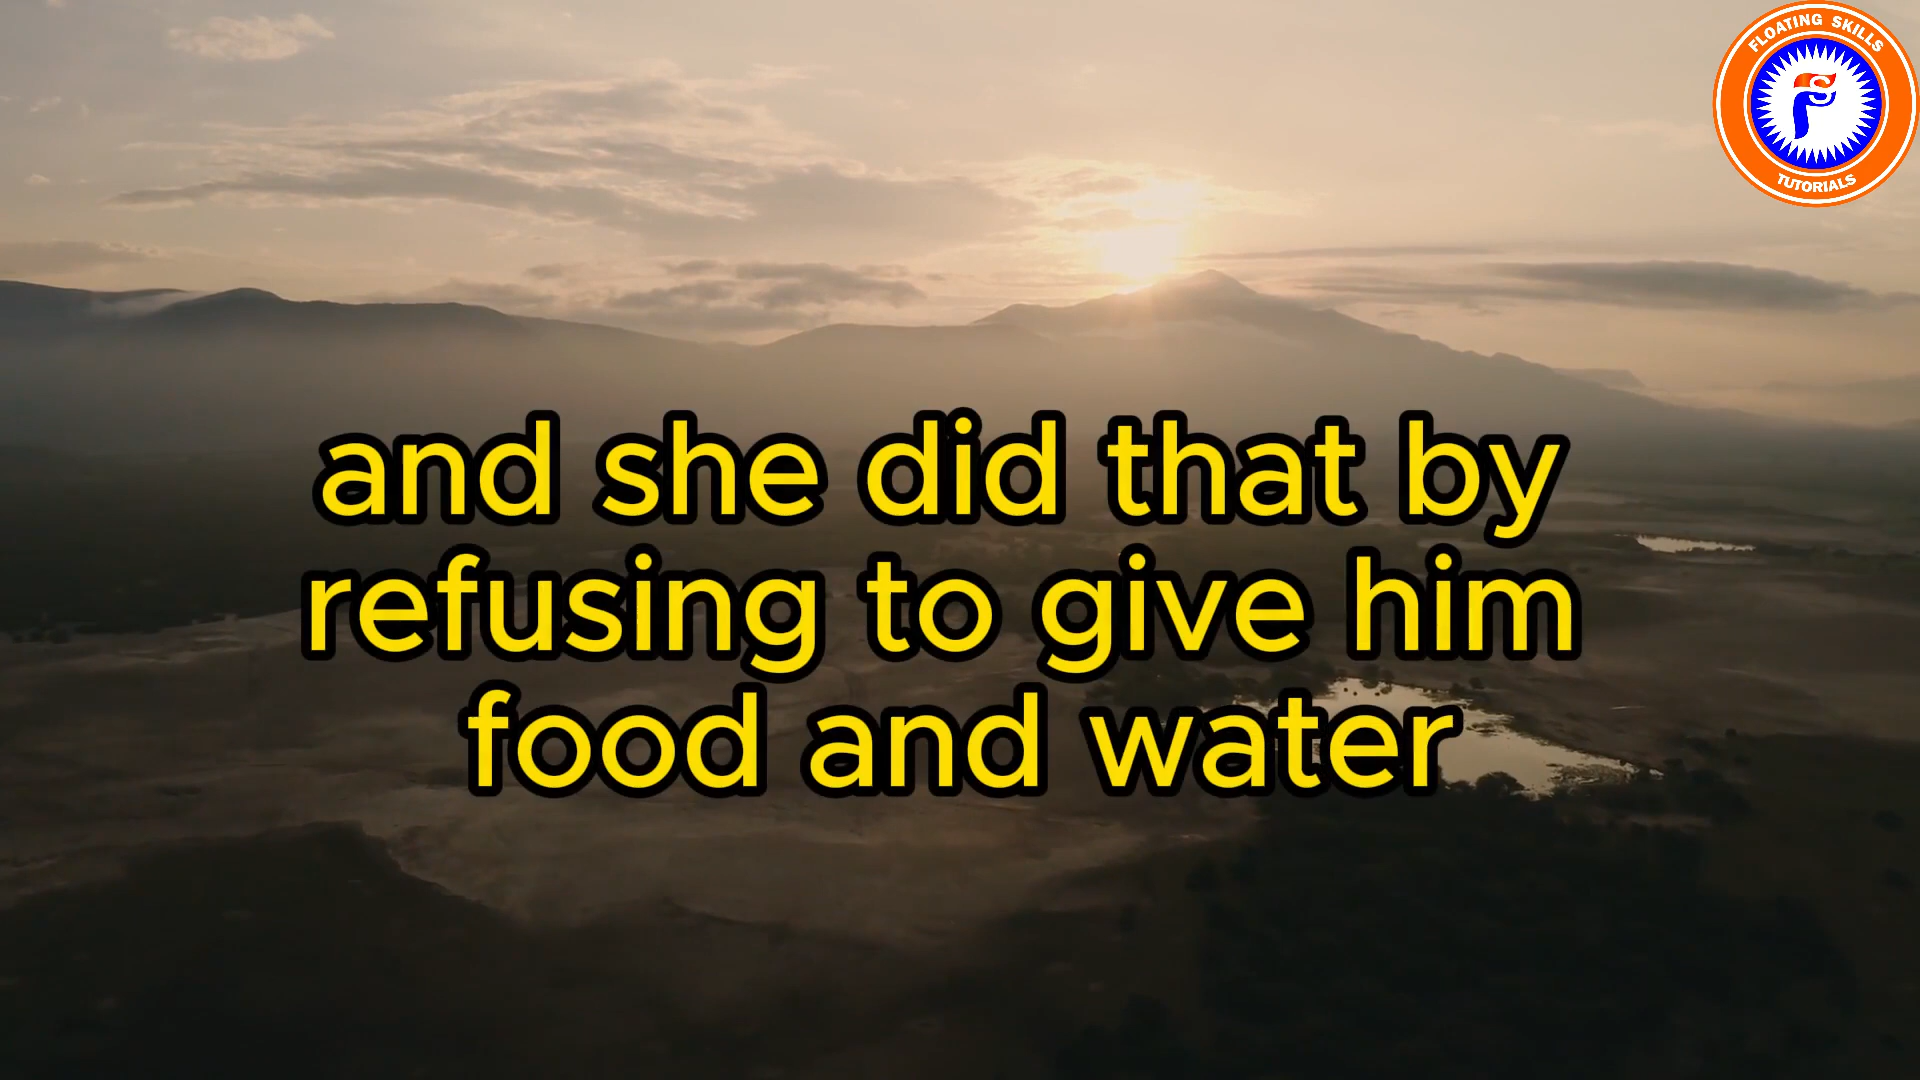 FLOATING SKILLS
TUTORIALS
and she did that by
refusing to give him
food and water